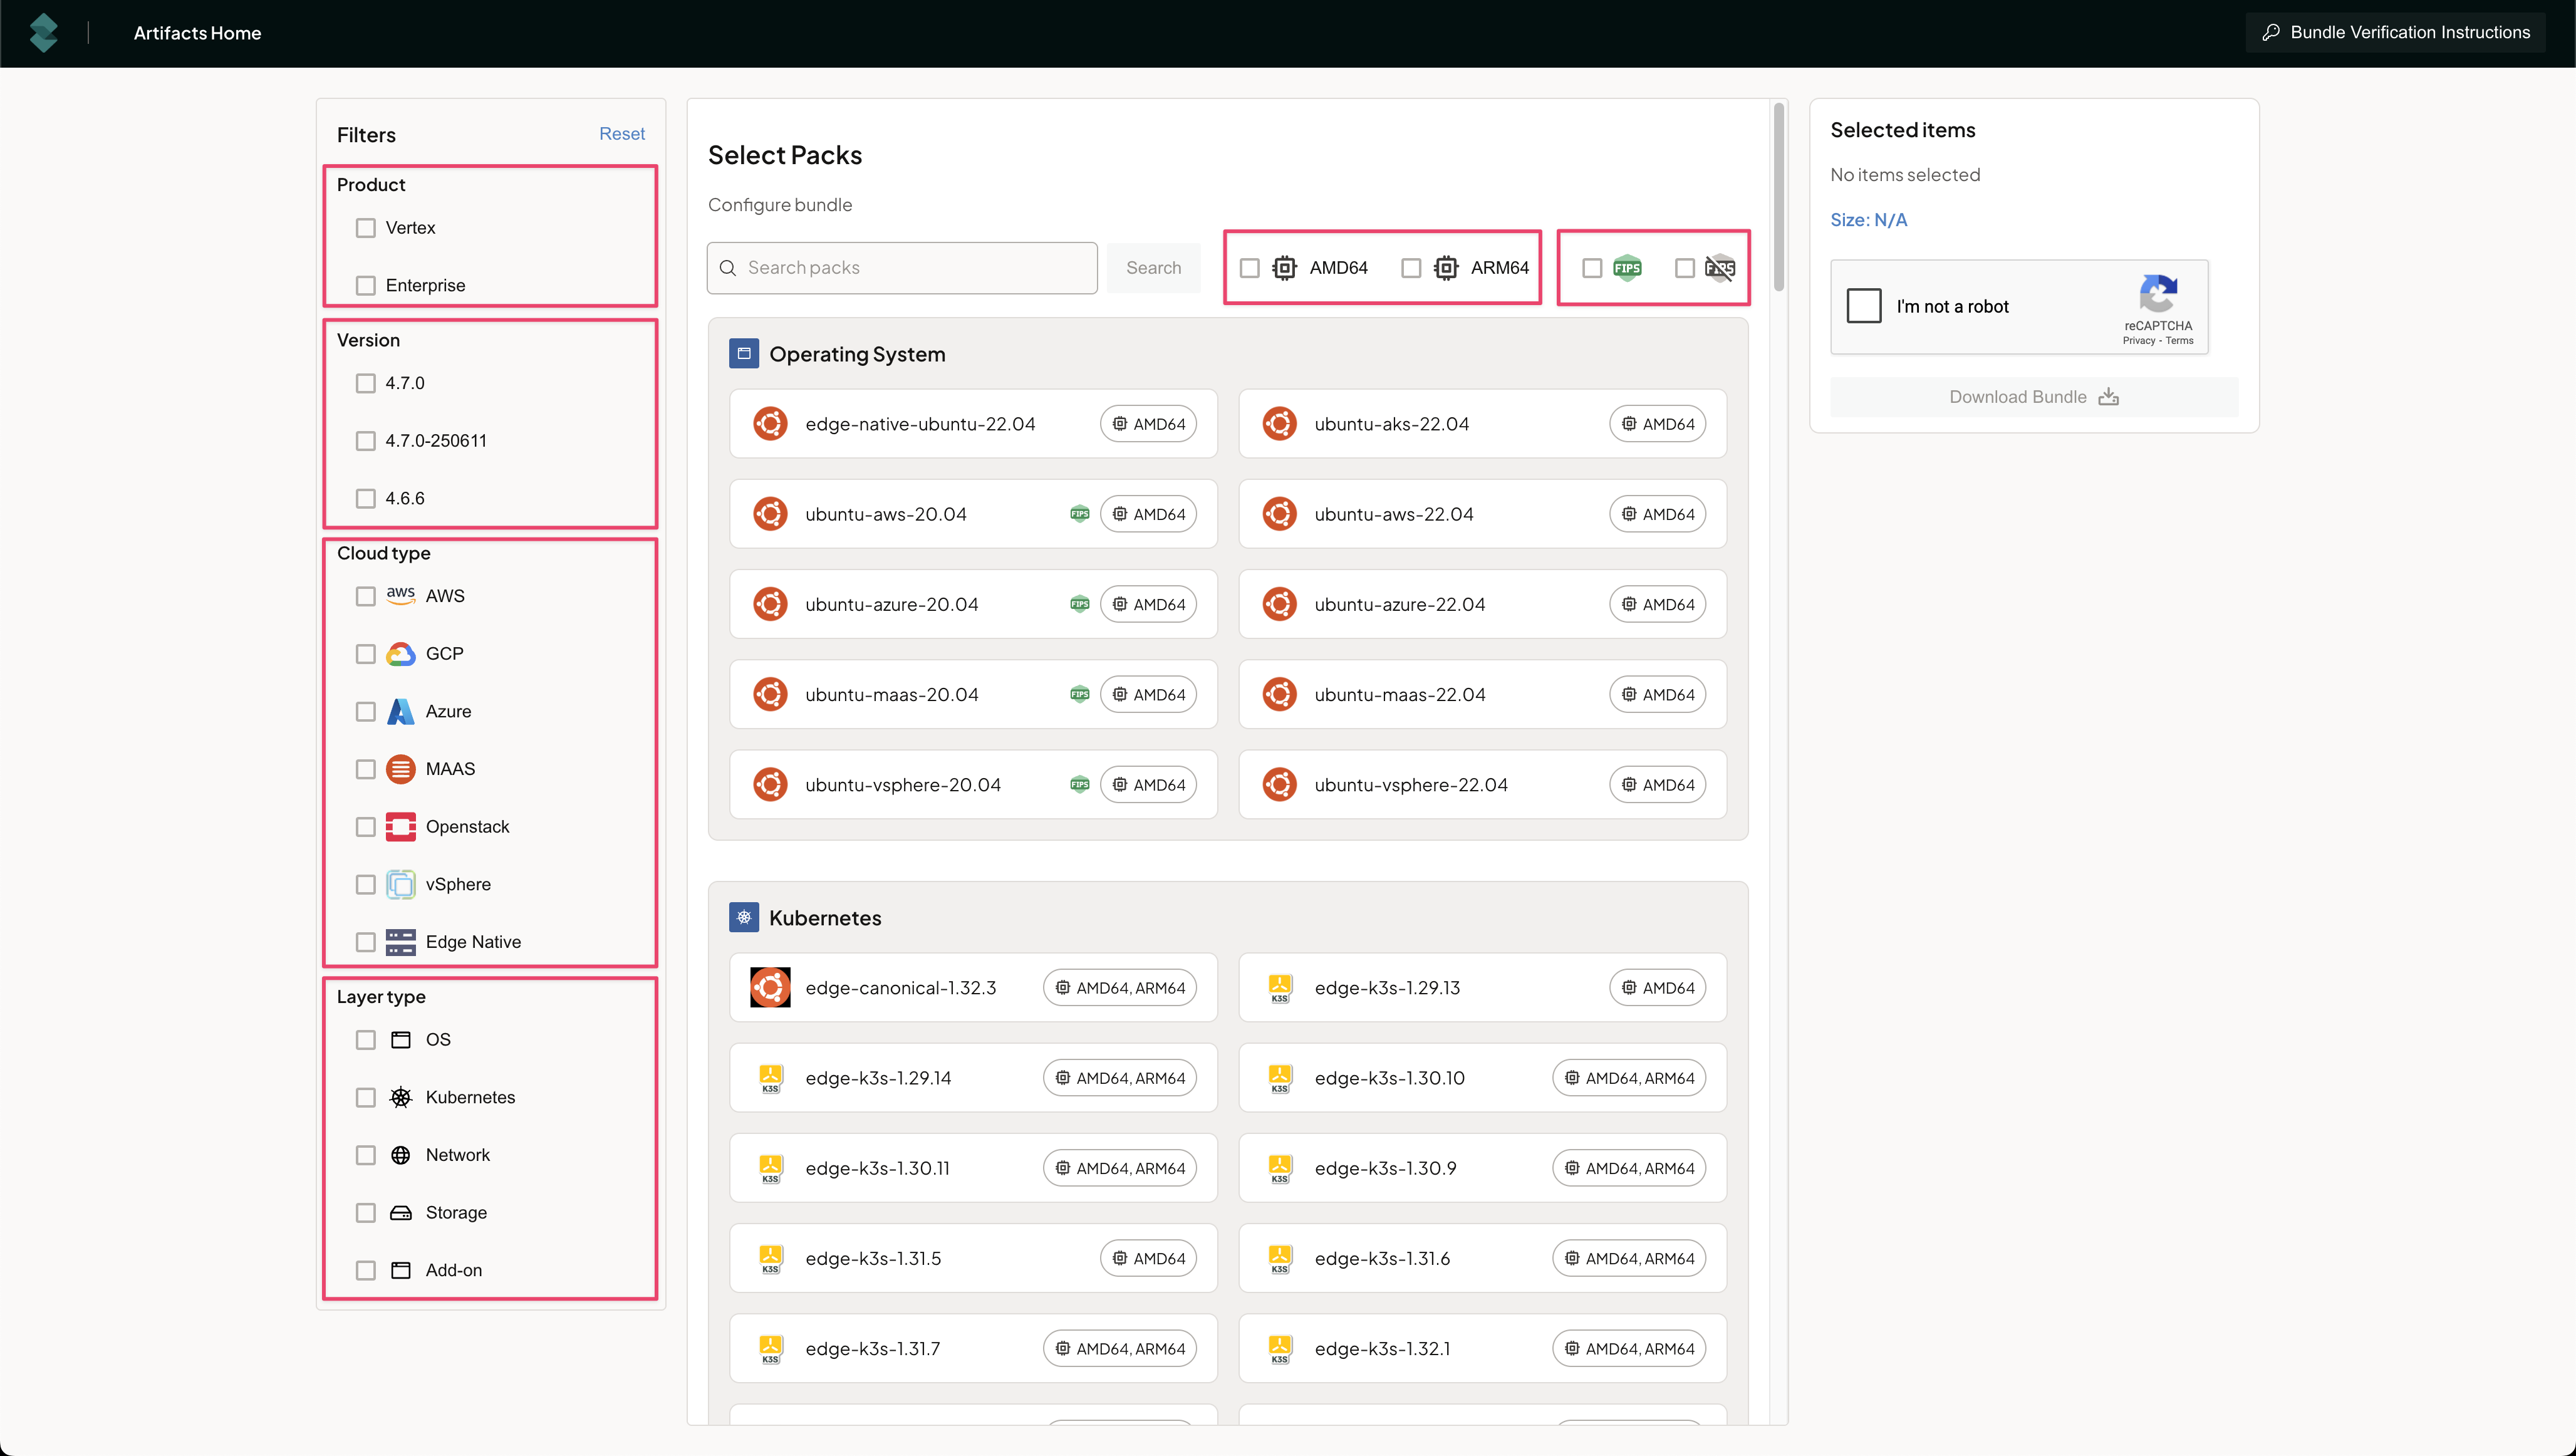 Artifacts Home
Bundle Verification Instructions
Filters
Reset
Product
Vertex
Enterprise
Version
4.7.0
4.7.0-250611
4.6.6
Cloud type
aws AWS
GCP
Azure
MAAS
Openstack
vSphere
Edge Native
Layer type
OS
Kubernetes
Network
Storage
Add-on
Select Packs
Configure bundle
Search packs
Search
AMD64
ARM64
FIPS
FIPS
Operating System
edge-native-ubuntu-22.04 AMD64
ubuntu-aks-22.04 AMD64
ubuntu-aws-20.04 FIPS AMD64
ubuntu-aws-22.04 AMD64
ubuntu-azure-20.04 FIPS AMD64
ubuntu-azure-22.04 AMD64
ubuntu-maas-20.04 FIPS AMD64
ubuntu-maas-22.04 AMD64
ubuntu-vsphere-20.04 FIPS AMD64
ubuntu-vsphere-22.04 AMD64
Kubernetes
edge-canonical-1.32.3 AMD64, ARM64
K3S edge-k3s-1.29.13 AMD64
K3S edge-k3s-1.29.14 AMD64, ARM64
K3S edge-k3s-1.30.10 AMD64, ARM64
K3S edge-k3s-1.30.11 AMD64, ARM64
K3S edge-k3s-1.30.9 AMD64, ARM64
K3S edge-k3s-1.31.5 AMD64
K3S edge-k3s-1.31.6 AMD64, ARM64
K3S edge-k3s-1.31.7 AMD64, ARM64
K3S edge-k3s-1.32.1 AMD64, ARM64
Selected items
No items selected
Size: N/A
I'm not a robot
reCAPTCHA
Privacy - Terms
Download Bundle